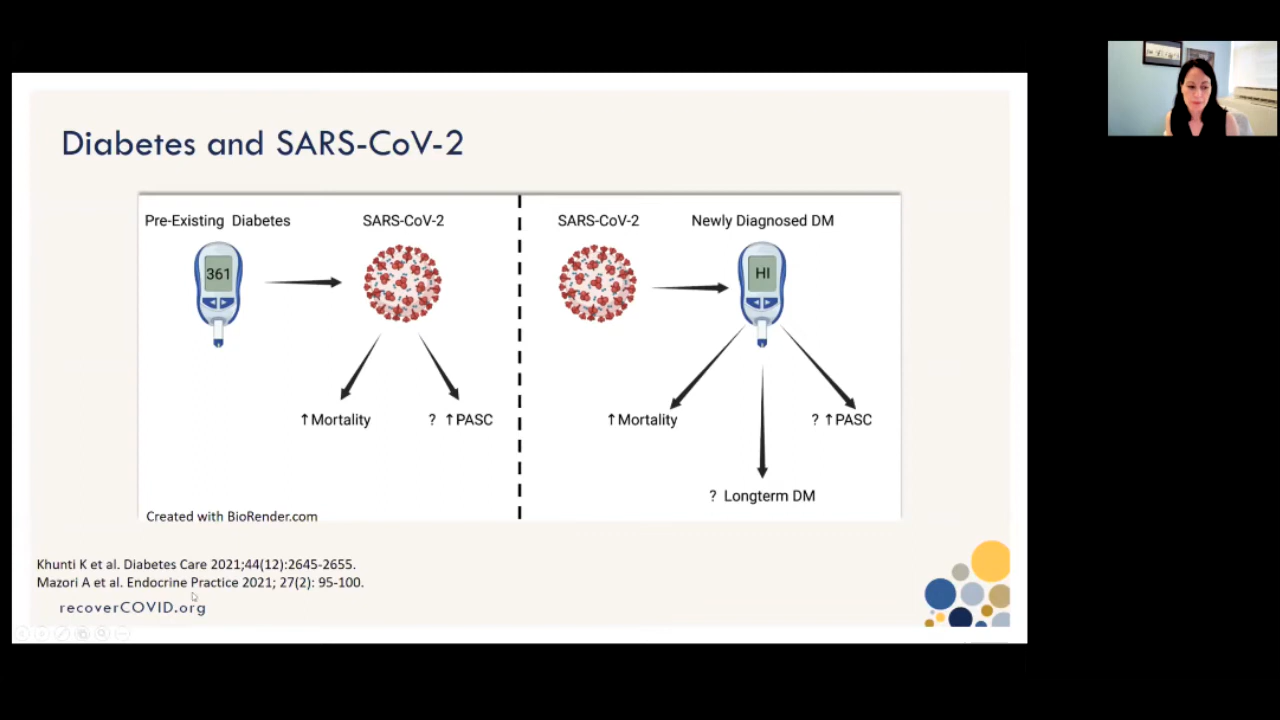 Diabetes and SARS-CoV-2
Pre-Existing Diabetes
SARS-CoV-2
361
↑Mortality
? ↑PASC
SARS-CoV-2
Newly Diagnosed DM
HI
↑Mortality
? ↑PASC
? Longterm DM
Created with BioRender.com
Khunti K et al. Diabetes Care 2021;44(12):2645-2655.
Mazori A et al. Endocrine Practice 2021; 27(2): 95-100.
recoverCOVID.org